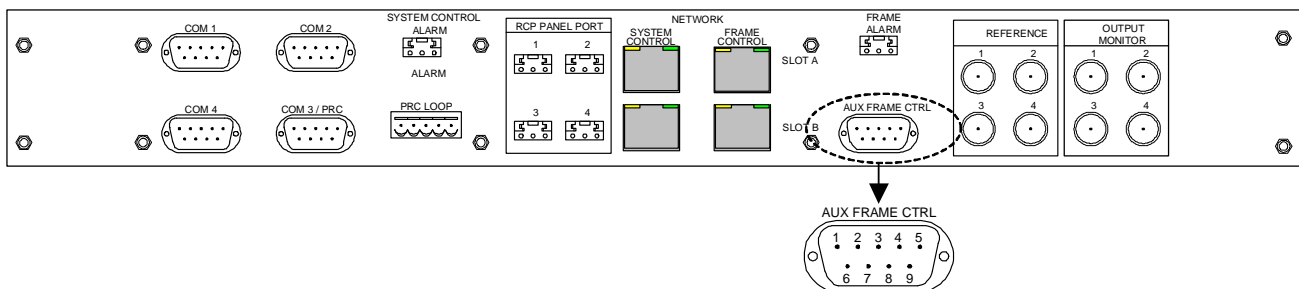 COM 1
COM 2
SYSTEM CONTROL
ALARM
ALARM
RCP PANEL PORT
1 2
3 4
NETWORK
SYSTEM
CONTROL
FRAME
CONTROL
SLOT A
SLOT B
FRAME
ALARM
REFERENCE
1 2
3 4
OUTPUT
MONITOR
1 2
3 4
COM 4
COM 3 / PRC
PRC LOOP
AUX FRAME CTRL
AUX FRAME CTRL
1 2 3 4 5
6 7 8 9